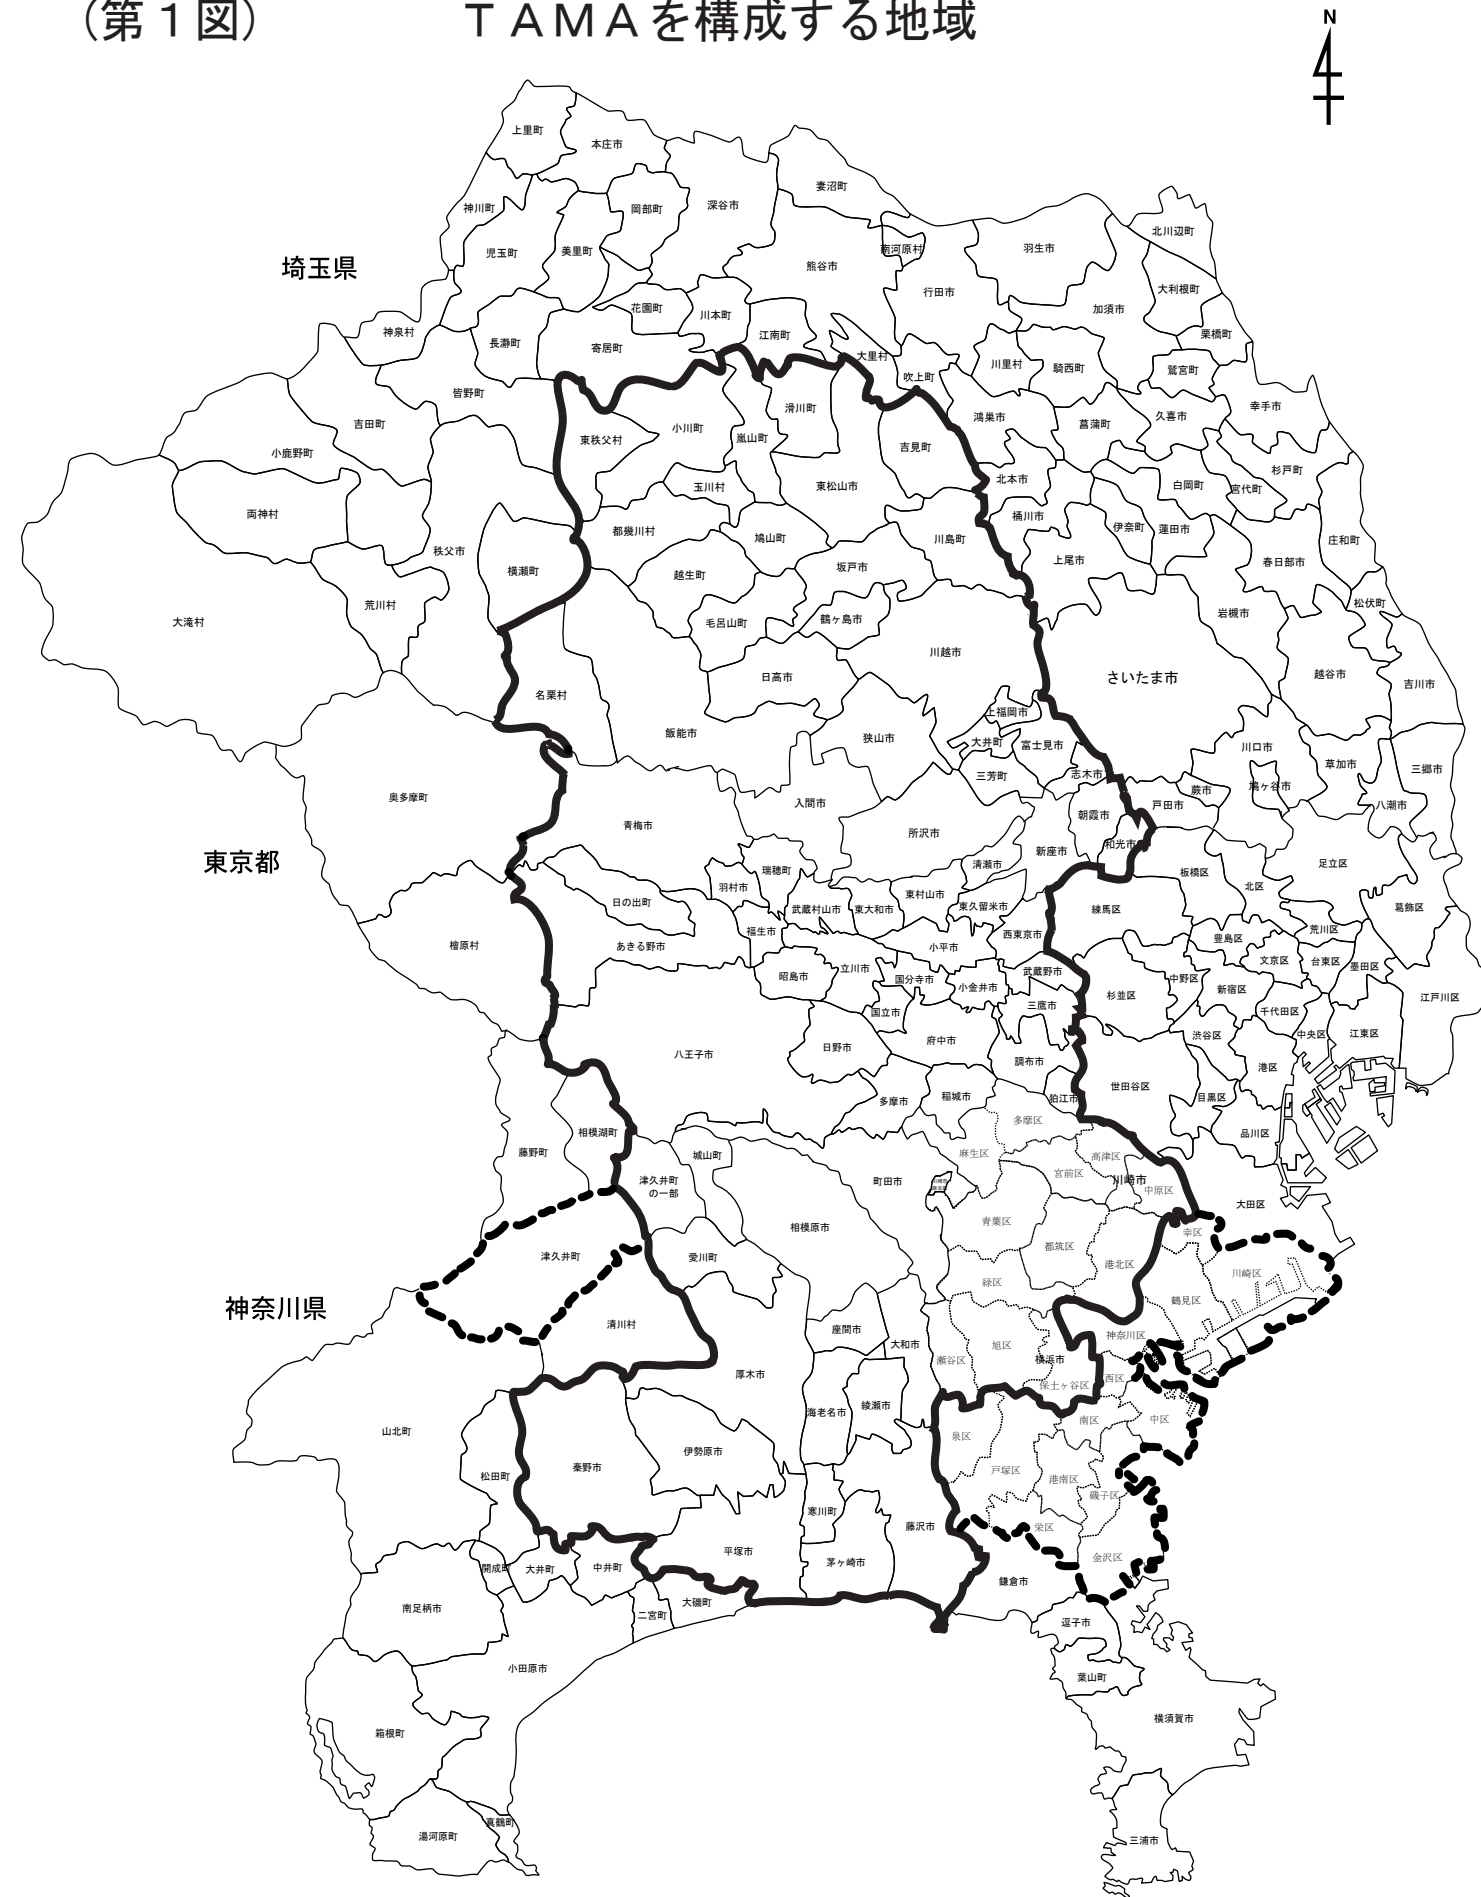 （第１図）
ＴＡＭＡを構成する地域
N
上里町
本庄市
妻沼町
神川町
岡部町
深谷市
北川辺町
児玉町
美里町
南河原村
羽生市
埼玉県
熊谷市
行田市
大利根町
花園町
川本町
加須市
神泉村
長瀞町
寄居町
江南町
大里村
栗橋町
川里村
騎西町
鷲宮町
皆野町
吹上町
幸手市
吉田町
滑川町
鴻巣市
菖蒲町
久喜市
小鹿野町
東秩父村
小川町
嵐山町
吉見町
杉戸町
玉川村
東松山市
北本市
白岡町
宮代町
両神村
都幾川村
鳩山町
川島町
桶川市
伊奈町
蓮田市
庄和町
秩父市
横瀬町
越生町
坂戸市
上尾市
春日部市
荒川村
大滝村
毛呂山町
鶴ヶ島市
岩槻市
松伏町
川越市
日高市
さいたま市
越谷市
吉川市
名栗村
上福岡市
飯能市
狭山市
大井町
富士見市
川口市
草加市
三郷市
三芳町
志木市
奥多摩町
入間市
蕨市
鳩ヶ谷市
戸田市
八潮市
青梅市
所沢市
朝霞市
和光市
東京都
新座市
清瀬市
足立区
瑞穂町
板橋区
北区
羽村市
日の出町
東村山市
武蔵村山市
東大和市
東久留米市
練馬区
葛飾区
福生市
西東京市
豊島区
荒川区
檜原村
あきる野市
小平市
文京区
台東区
墨田区
昭島市
立川市
国分寺市
小金井市
武蔵野市
杉並区
中野区
新宿区
江戸川区
国立市
三鷹市
千代田区
八王子市
日野市
府中市
渋谷区
中央区
江東区
調布市
港区
世田谷区
多摩市
稲城市
狛江市
目黒区
相模湖町
多摩区
品川区
藤野町
城山町
麻生区
高津区
津久井町
の一部
町田市
宮前区
川崎市
中原区
大田区
相模原市
青葉区
幸区
津久井町
愛川町
都筑区
港北区
川崎区
緑区
神奈川県
鶴見区
清川村
座間市
大和市
神奈川区
瀬谷区
旭区
横浜市
厚木市
保土ヶ谷区
西区
海老名市
綾瀬市
山北町
南区
中区
伊勢原市
泉区
秦野市
松田町
戸塚区
港南区
磯子区
寒川町
藤沢市
栄区
平塚市
茅ヶ崎市
金沢区
開成町
大井町
中井町
鎌倉市
南足柄市
二宮町
大磯町
逗子市
小田原市
葉山町
箱根町
横須賀市
真鶴町
湯河原町
三浦市